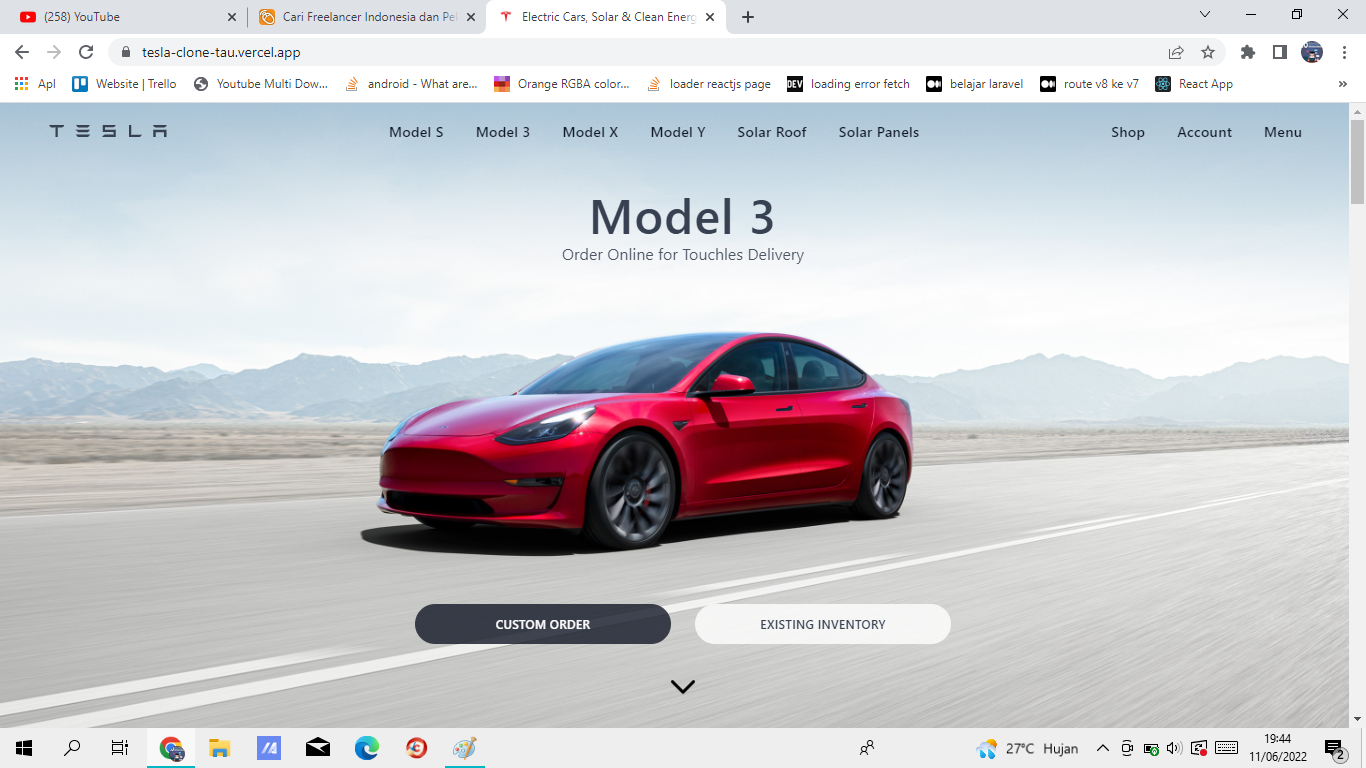 (258) YouTube
Cari Freelancer Indonesia dan Pek
Electric Cars, Solar & Clean Energ
tesla-clone-tau.vercel.app
Apl
Website | Trello
Youtube Multi Dow...
android - What are...
Orange RGBA color...
loader reactjs page
DEV
loading error fetch
belajar laravel
route v8 ke v7
React App
»
TESLA
Model S
Model 3
Model X
Model Y
Solar Roof
Solar Panels
Shop
Account
Menu
Model 3
Order Online for Touchles Delivery
CUSTOM ORDER
EXISTING INVENTORY
27°C Hujan
19:44
11/06/2022
2